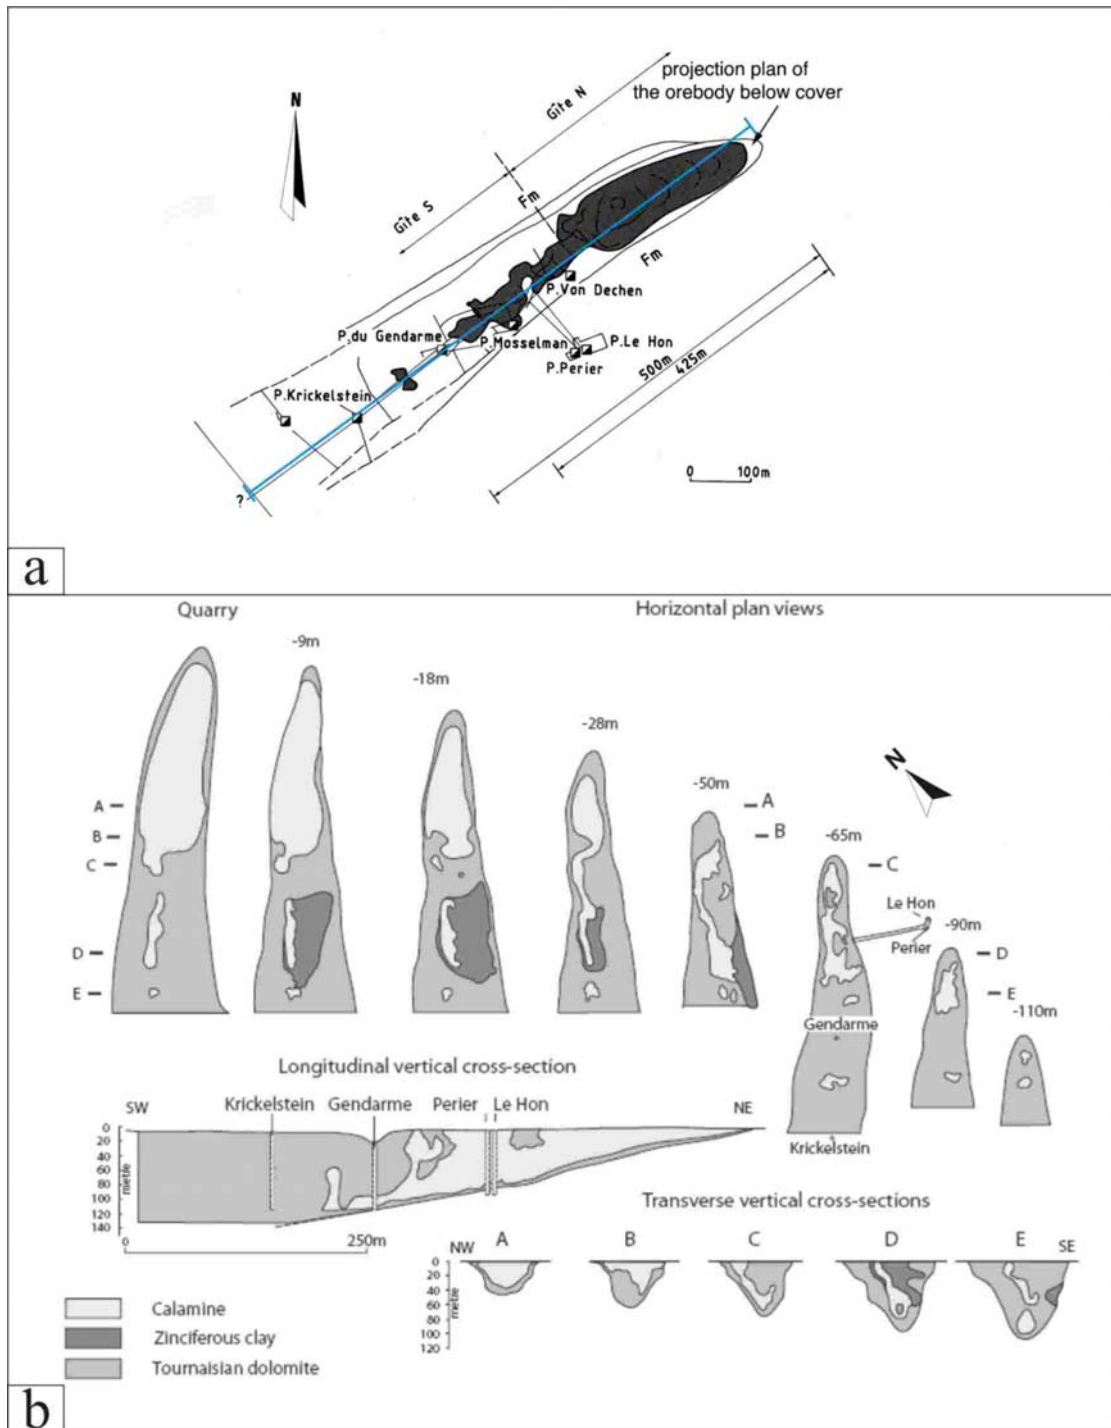 projection plan of
the orebody below cover
N
Gîte N
Gîte S
Fm
Fm
P.Van Dechen
P.du Gendarme
P.Mosselman
P.Le Hon
P.Perier
P.Krickelstein
500m
425m
0 100m
?
a
Quarry
Horizontal plan views
-9m
-18m
-28m
-50m
N
A
B
C
D
E
A
B
-65m
C
Le Hon
Perier
-90m
D
E
-110m
Gendarme
Krickelstein
Longitudinal vertical cross-section
SW Krickelstein Gendarme Perier Le Hon NE
0
20
40
60
80
100
120
140
metre
0 250m
Transverse vertical cross-sections
NW A B C D E SE
0
20
40
60
80
100
120
metre
Calamine
Zinciferous clay
Tournaisian dolomite
b